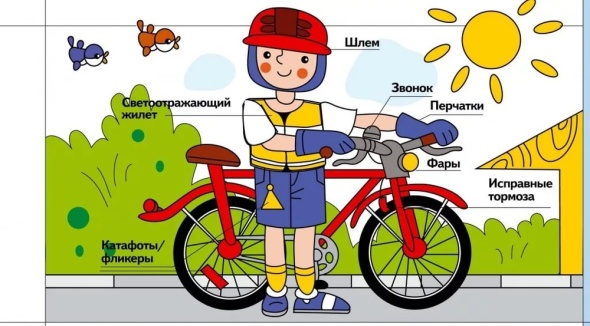 Шлем
Звонок
Светоотражающий
жилет
Перчатки
Фары
Исправные
тормоза
Катафоты/
фликеры